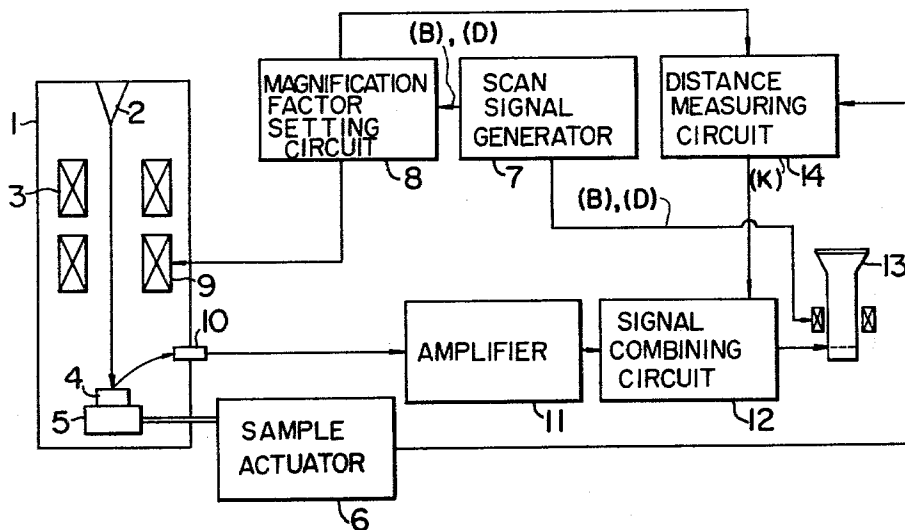 (B), (D)
MAGNIFICATION
FACTOR
SETTING
CIRCUIT
8
SCAN
SIGNAL
GENERATOR
7
DISTANCE
MEASURING
CIRCUIT
14
(K)
(B), (D)
1
2
3
9
10
4
5
SAMPLE
ACTUATOR
6
AMPLIFIER
11
SIGNAL
COMBINING
CIRCUIT
12
13